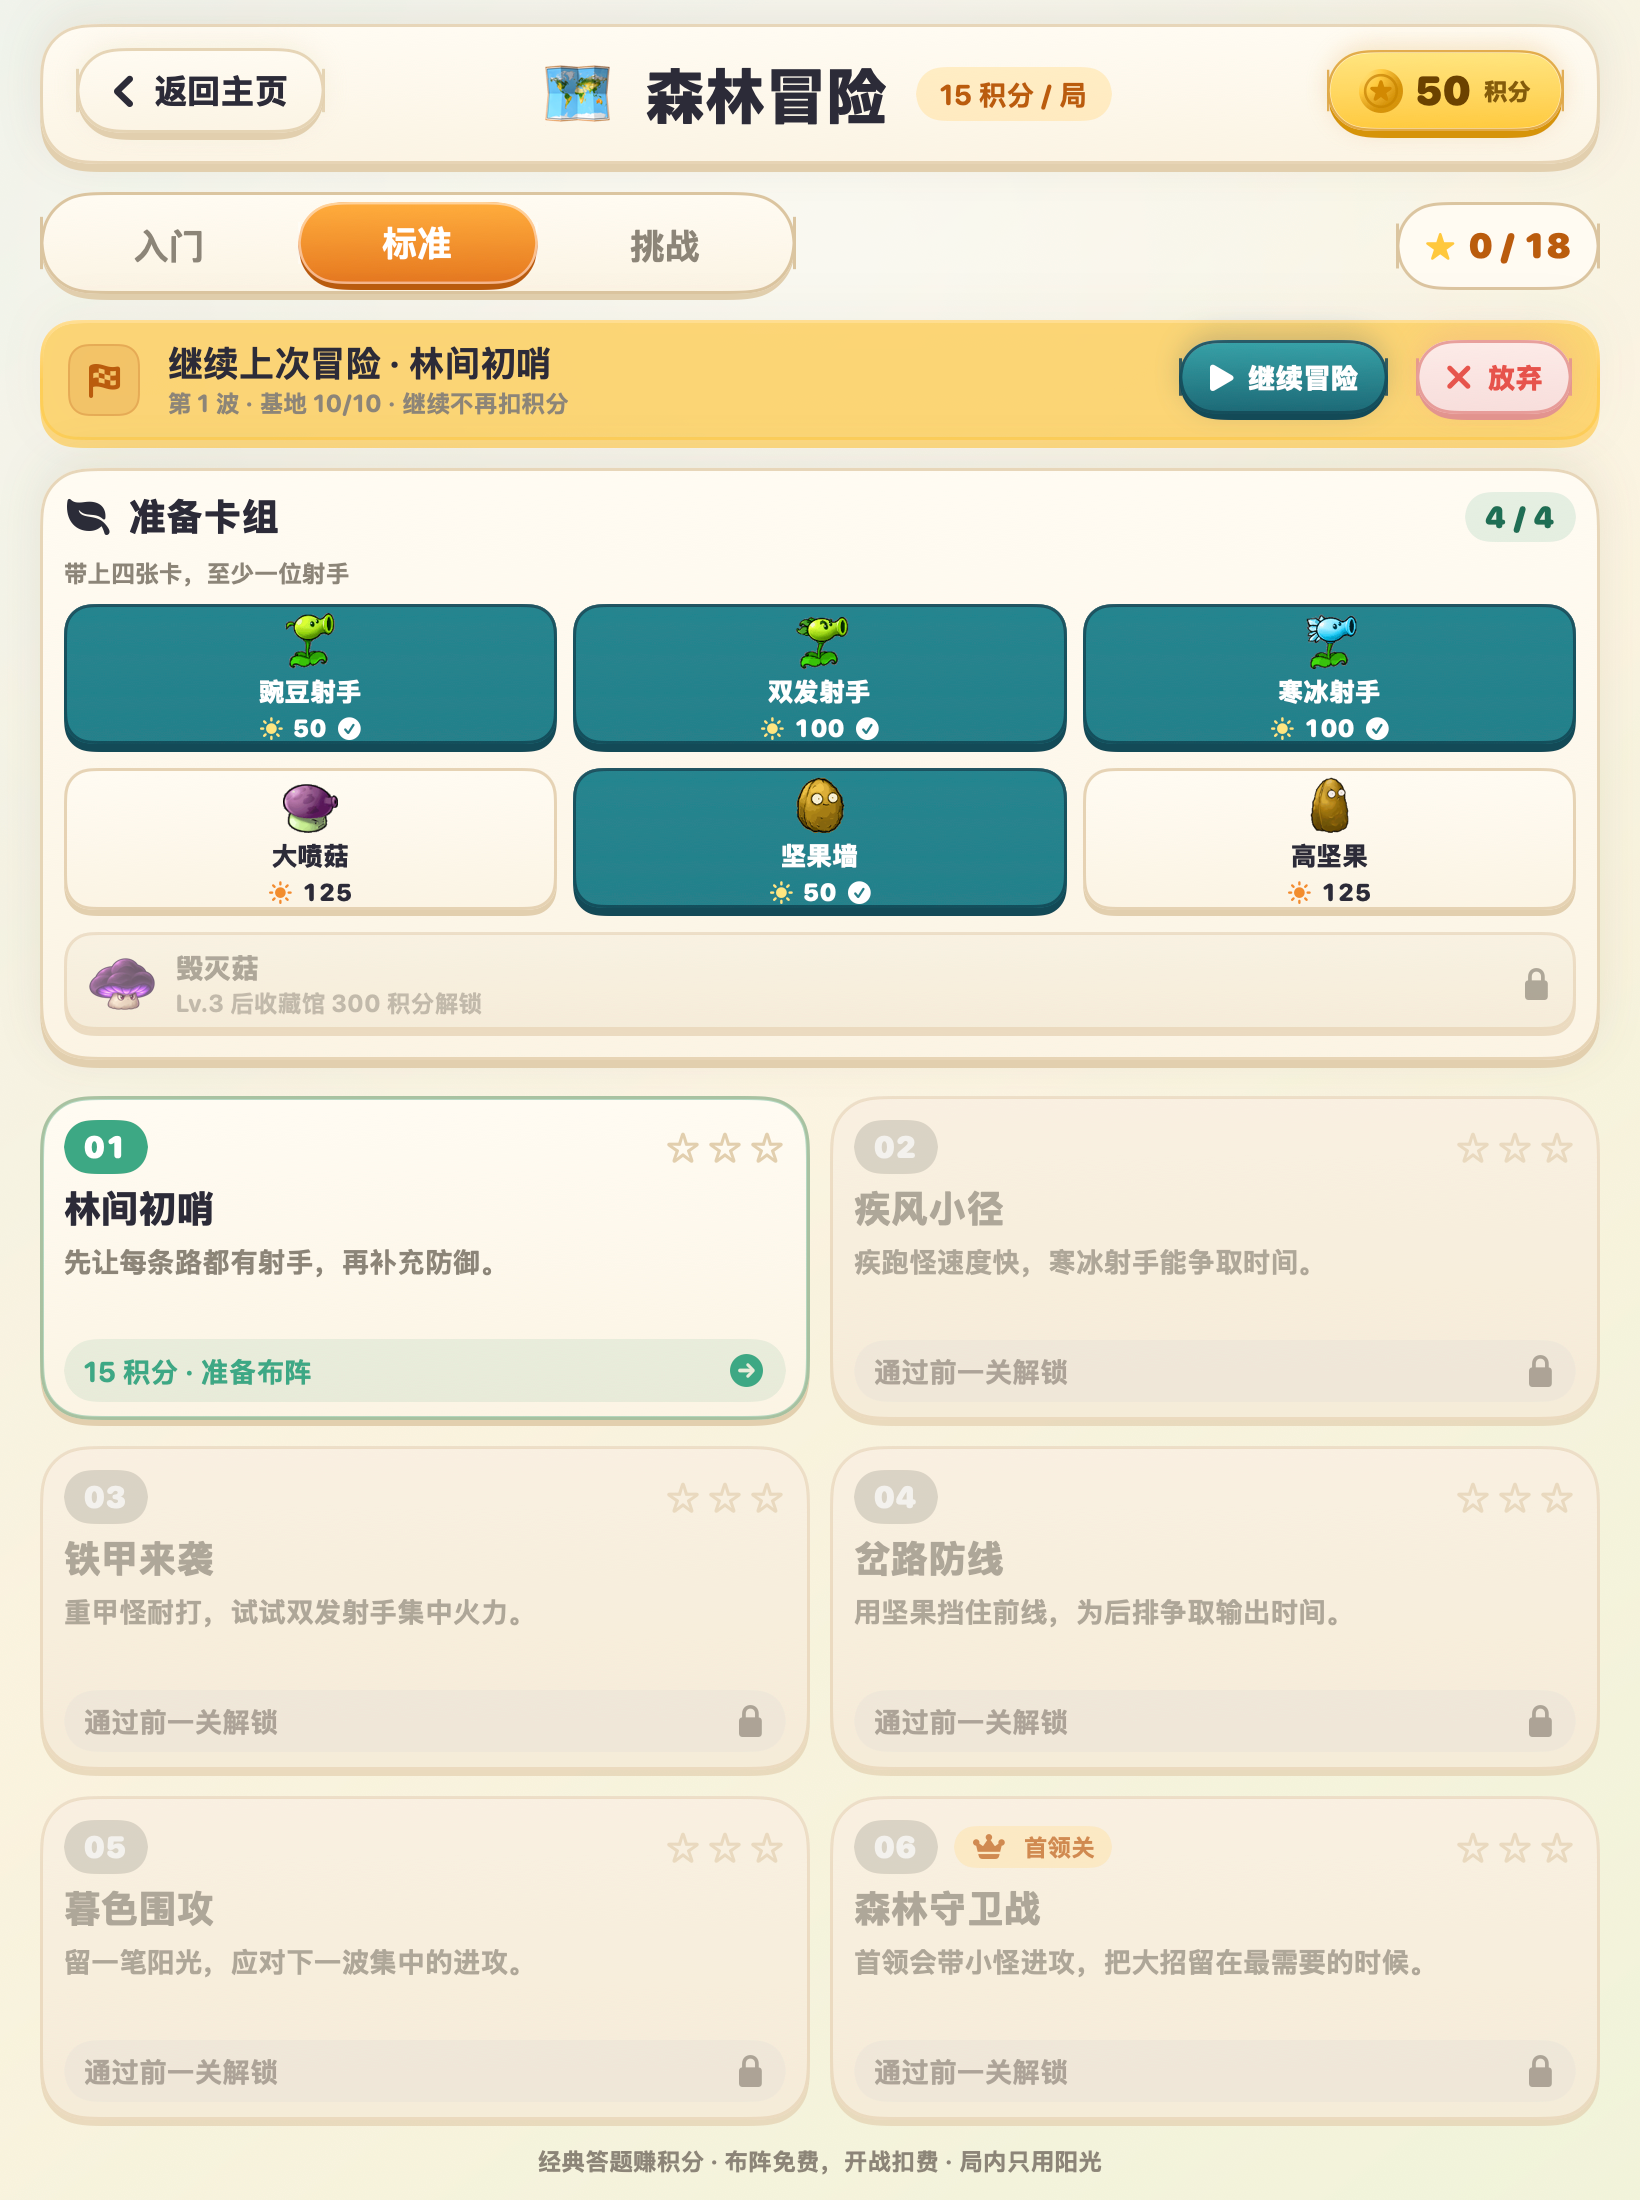 返回主页
森林冒险
15 积分 / 局
50 积分
入门
标准
挑战
0 / 18
继续上次冒险 · 林间初哨
第 1 波 · 基地 10/10 · 继续不再扣积分
继续冒险
放弃
准备卡组
4 / 4
带上四张卡，至少一位射手
豌豆射手
50
双发射手
100
寒冰射手
100
大喷菇
125
坚果墙
50
高坚果
125
毁灭菇
Lv.3 后收藏馆 300 积分解锁
01
林间初哨
先让每条路都有射手，再补充防御。
15 积分 · 准备布阵
02
疾风小径
疾跑怪速度快，寒冰射手能争取时间。
通过前一关解锁
03
铁甲来袭
重甲怪耐打，试试双发射手集中火力。
通过前一关解锁
04
岔路防线
用坚果挡住前线，为后排争取输出时间。
通过前一关解锁
05
暮色围攻
留一笔阳光，应对下一波集中的进攻。
通过前一关解锁
06
首领关
森林守卫战
首领会带小怪进攻，把大招留在最需要的时候。
通过前一关解锁
经典答题赚积分 · 布阵免费，开战扣费 · 局内只用阳光